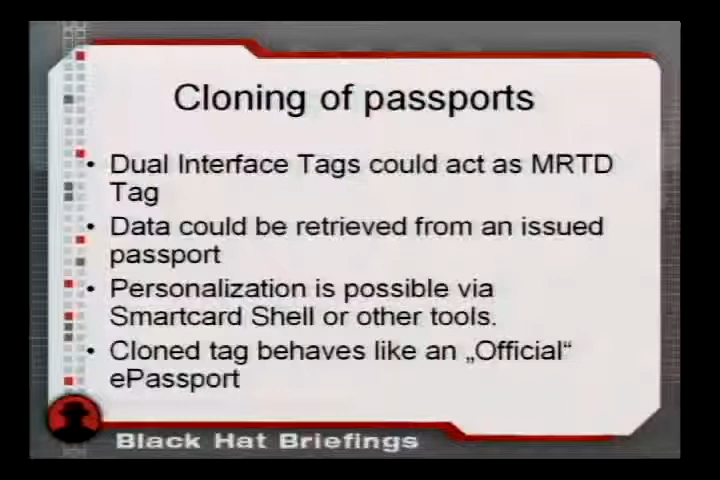 Cloning of passports
• Dual Interface Tags could act as MRTD
Tag
• Data could be retrieved from an issued
passport
• Personalization is possible via
Smartcard Shell or other tools.
• Cloned tag behaves like an „Official“
ePassport
Black Hat Briefings